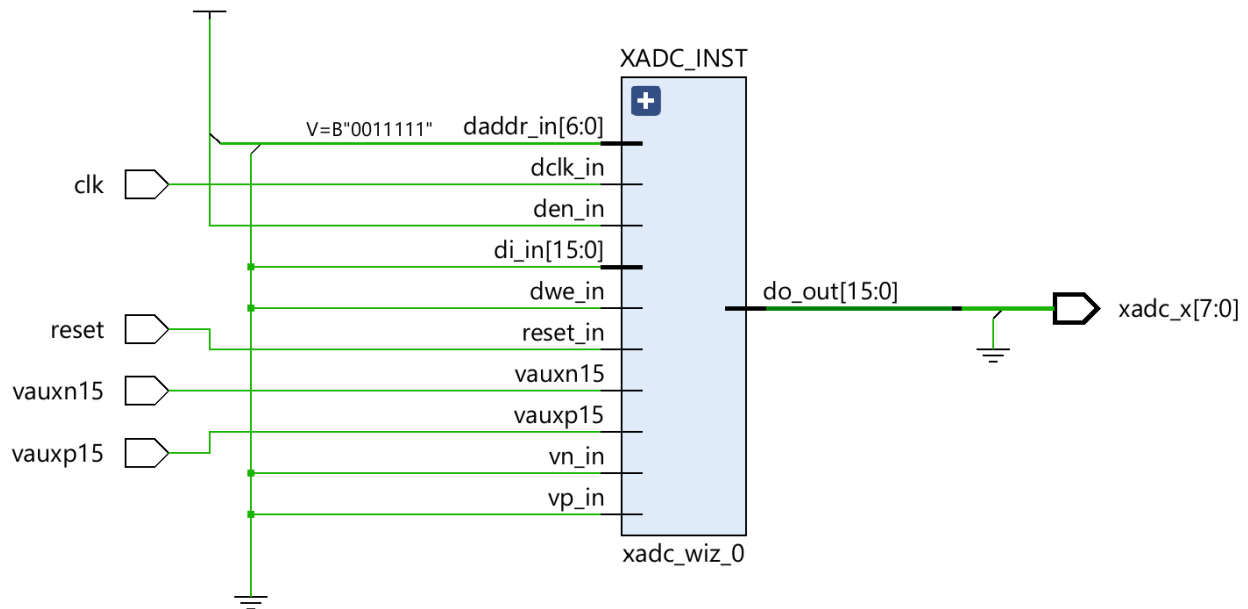 XADC_INST
V=B"0011111"
daddr_in[6:0]
clk
dclk_in
den_in
di_in[15:0]
dwe_in
do_out[15:0]
xadc_x[7:0]
reset
reset_in
vauxn15
vauxn15
vauxp15
vauxp15
vn_in
vp_in
xadc_wiz_0